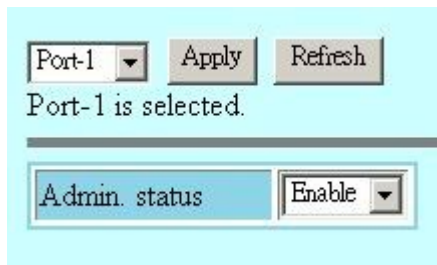 Port-1 Apply Refresh
Port-1 is selected.
Admin. status Enable